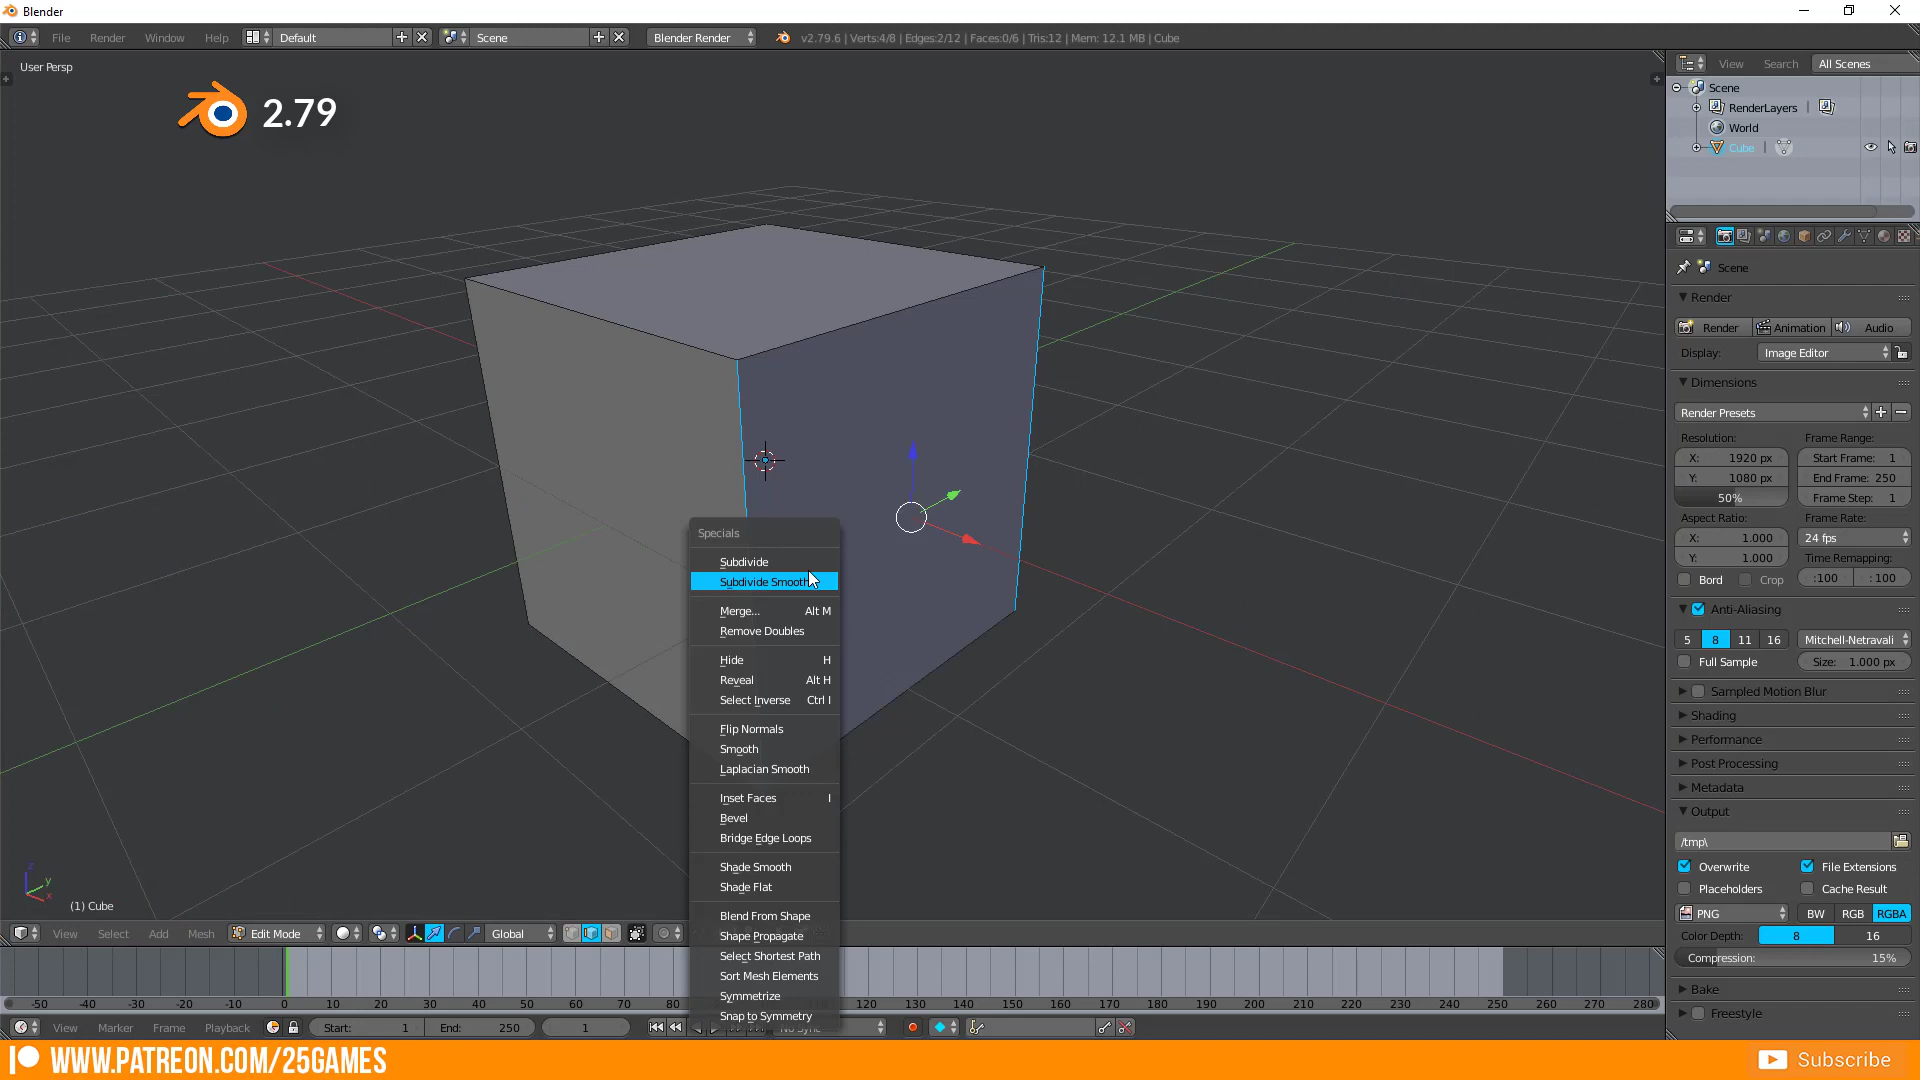 Blender
File Render Window Help Default Scene Blender Render v2.79.6 | Verts:4/8 | Edges:2/12 | Faces:0/6 | Tris:12 | Mem: 12.1 MB | Cube
User Persp
2.79
View Search All Scenes
Scene
RenderLayers
World
Cube
Scene
Render
Render Animation Audio
Display: Image Editor
Dimensions
Render Presets
Resolution: Frame Range:
X: 1920 px Start Frame: 1
Y: 1080 px End Frame: 250
50% Frame Step: 1
Aspect Ratio: Frame Rate:
X: 1.000 24 fps
Y: 1.000 Time Remapping:
Bord Crop :100 :100
Anti-Aliasing
5 8 11 16 Mitchell-Netravali
Full Sample Size: 1.000 px
Sampled Motion Blur
Shading
Performance
Post Processing
Metadata
Output
/tmp\
Overwrite File Extensions
Placeholders Cache Result
PNG BW RGB RGBA
Color Depth: 8 16
Compression: 15%
Bake
Freestyle
Specials
Subdivide
Subdivide Smooth
Merge... Alt M
Remove Doubles
Hide H
Reveal Alt H
Select Inverse Ctrl I
Flip Normals
Smooth
Laplacian Smooth
Inset Faces I
Bevel
Bridge Edge Loops
Shade Smooth
Shade Flat
Blend From Shape
Shape Propagate
Select Shortest Path
Sort Mesh Elements
Symmetrize
Snap to Symmetry
z y x
(1) Cube
View Select Add Mesh Edit Mode Global
-50 -40 -30 -20 -10 0 10 20 30 40 50 60 70 80 120 130 140 150 160 170 180 190 200 210 220 230 240 250 260 270 280
View Marker Frame Playback Start: 1 End: 250 1 No Sync
WWW.PATREON.COM/25GAMES
Subscribe